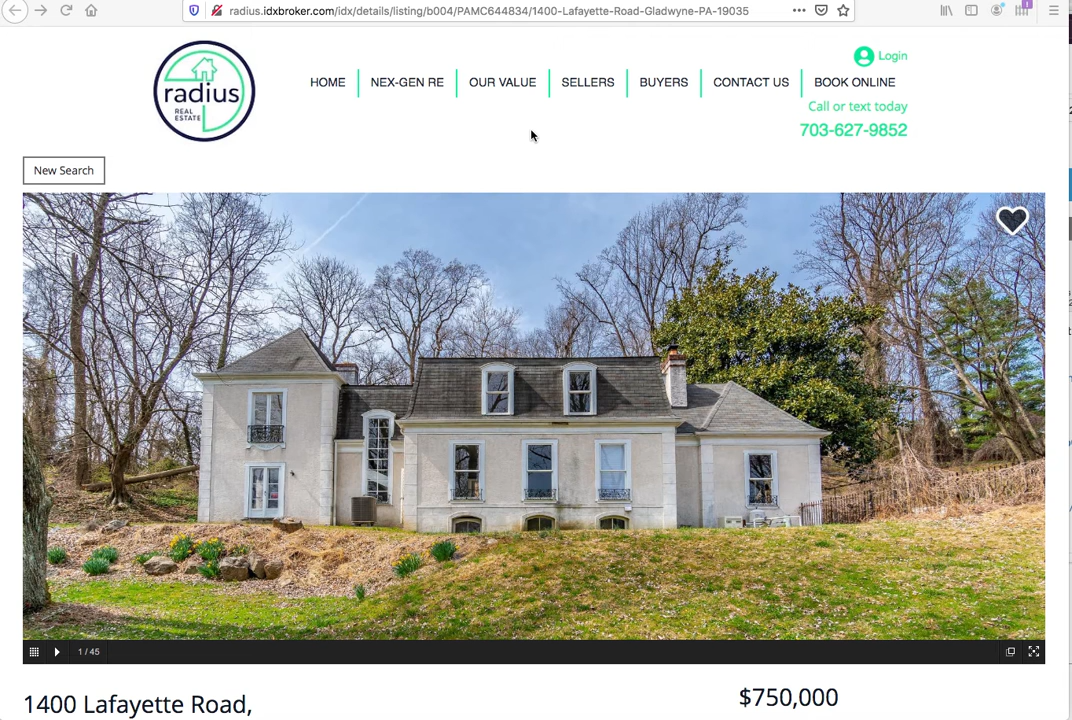 radius.idxbroker.com/idx/details/listing/b004/PAMC644834/1400-Lafayette-Road-Gladwyne-PA-19035
Login
radius
REAL
ESTATE
HOME NEX-GEN RE OUR VALUE SELLERS BUYERS CONTACT US BOOK ONLINE
Call or text today
703-627-9852
New Search
1 / 45
1400 Lafayette Road,
$750,000